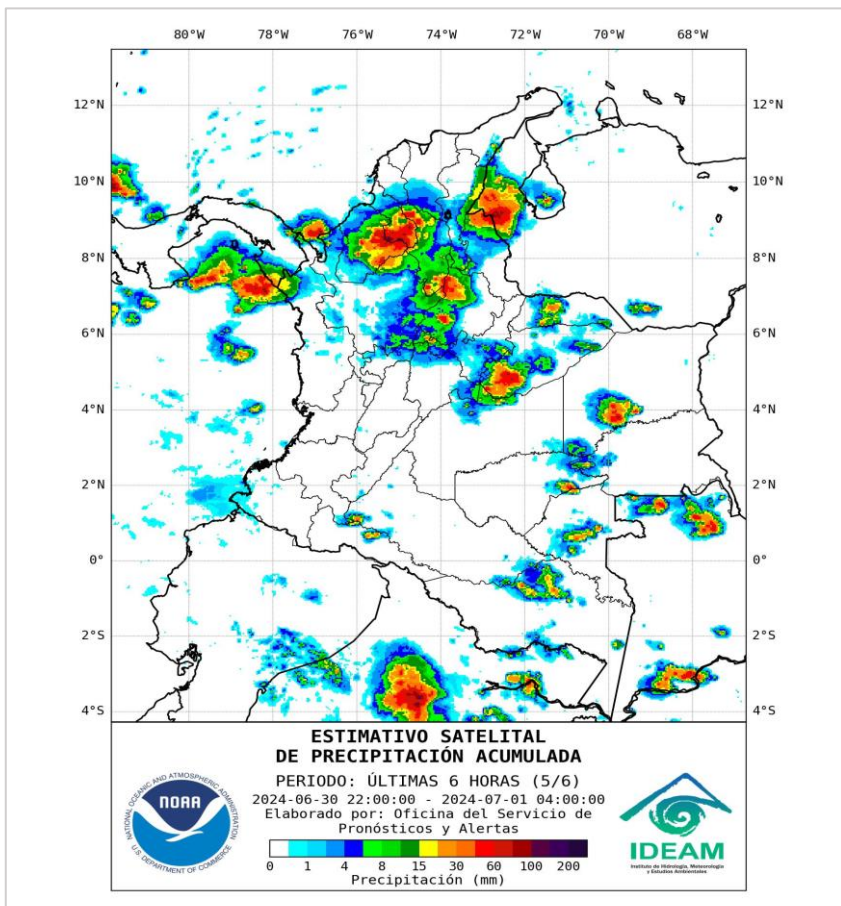 80°W 78°W 76°W 74°W 72°W 70°W 68°W
12°N 12°N
10°N 10°N
8°N 8°N
6°N 6°N
4°N 4°N
2°N 2°N
0° 0°
2°S 2°S
4°S 4°S
ESTIMATIVO SATELITAL
DE PRECIPITACIÓN ACUMULADA
PERIODO: ÚLTIMAS 6 HORAS (5/6)
2024-06-30 22:00:00 - 2024-07-01 04:00:00
Elaborado por: Oficina del Servicio de
Pronósticos y Alertas
0 1 4 8 15 30 60 100 200
Precipitación (mm)
NATIONAL OCEANIC AND ATMOSPHERIC ADMINISTRATION
NOAA
U.S. DEPARTMENT OF COMMERCE
IDEAM
Instituto de Hidrología, Meteorología
y Estudios Ambientales